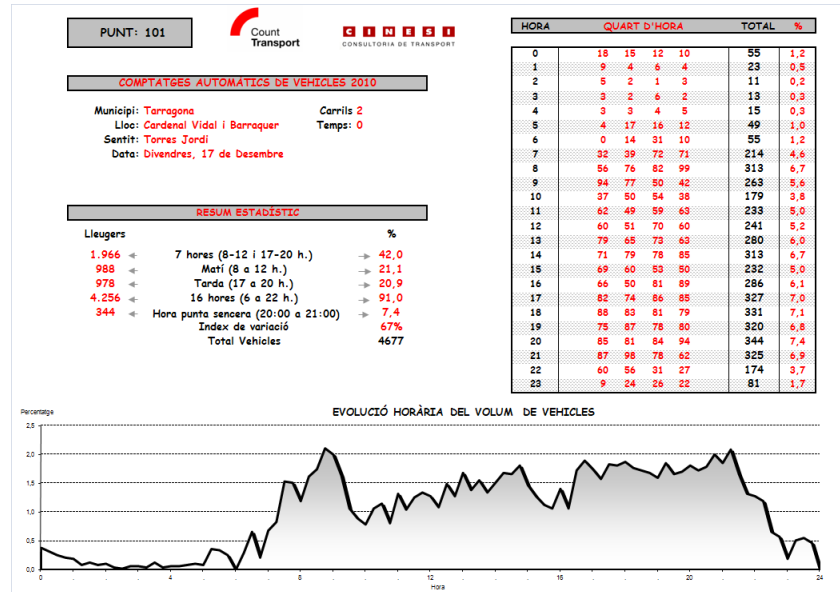 PUNT: 101
Count
Transport
CINESI
CONSULTORIA DE TRANSPORT
COMPTATGES AUTOMÀTICS DE VEHICLES 2010
Municipi: Tarragona Carrils 2
Lloc: Cardenal Vidal i Barraquer Temps: 0
Sentit: Torres Jordi
Data: Divendres, 17 de Desembre
RESUM ESTADÍSTIC
Lleugers %
1.966 7 hores (8-12 i 17-20 h.) 42,0
988 Matí (8 a 12 h.) 21,1
978 Tarda (17 a 20 h.) 20,9
4.256 16 hores (6 a 22 h.) 91,0
344 Hora punta sencera (20:00 a 21:00) 7,4
Index de variació 67%
Total Vehicles 4677
HORA QUART D'HORA TOTAL %
0 18 15 12 10 55 1,2
1 9 4 6 4 23 0,5
2 5 2 1 3 11 0,2
3 3 2 6 2 13 0,3
4 3 3 4 5 15 0,3
5 4 17 16 12 49 1,0
6 0 14 31 10 55 1,2
7 32 39 72 71 214 4,6
8 56 76 82 99 313 6,7
9 94 77 50 42 263 5,6
10 37 50 54 38 179 3,8
11 62 49 59 63 233 5,0
12 60 51 70 60 241 5,2
13 79 65 73 63 280 6,0
14 71 79 78 85 313 6,7
15 69 60 53 50 232 5,0
16 66 50 81 89 286 6,1
17 82 74 86 85 327 7,0
18 88 83 81 79 331 7,1
19 75 87 78 80 320 6,8
20 85 81 84 94 344 7,4
21 87 98 78 62 325 6,9
22 60 56 31 27 174 3,7
23 9 24 26 22 81 1,7
EVOLUCIÓ HORÀRIA DEL VOLUM DE VEHICLES
Percentatge
2,5
2,0
1,5
1,0
0,5
0,0
0 4 8 12 16 20 24
Hora